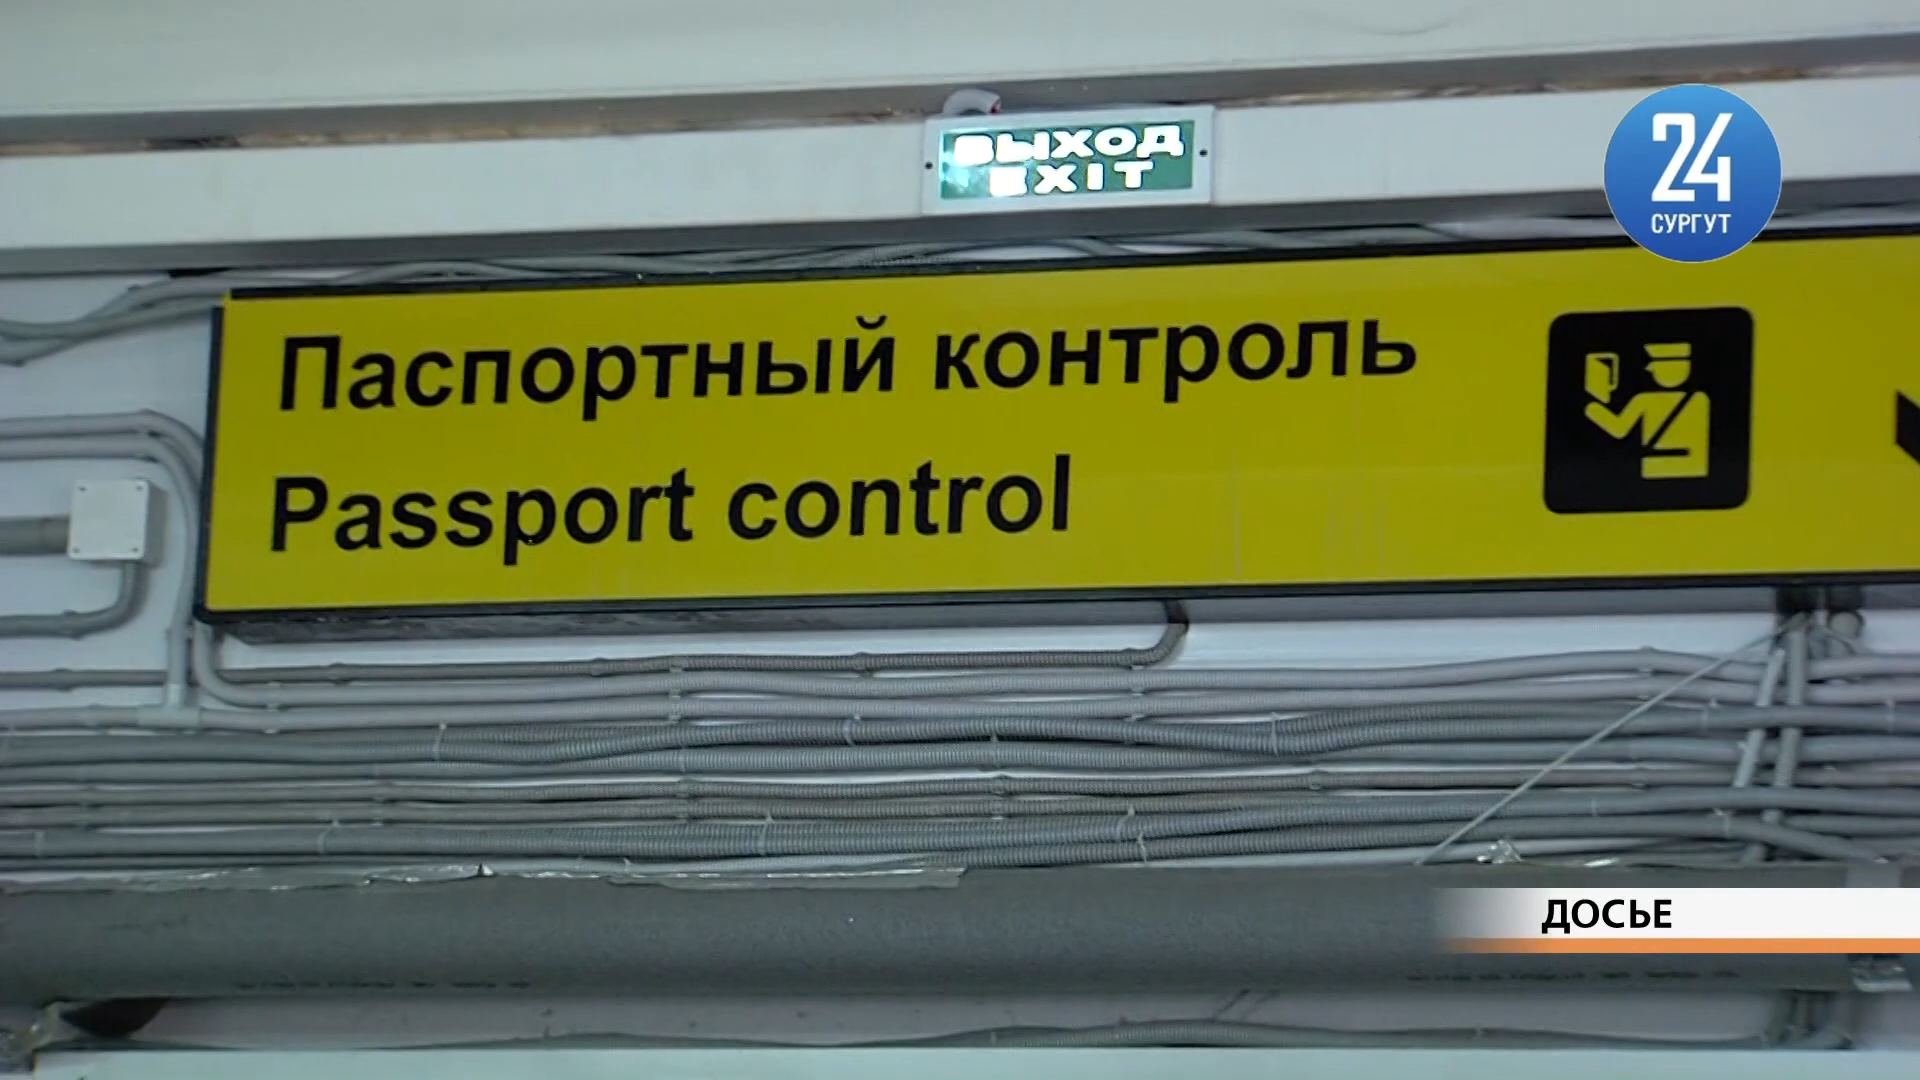 ВЫХОД
EXIT
24
СУРГУТ
Паспортный контроль
Passport control
ДОСЬЕ